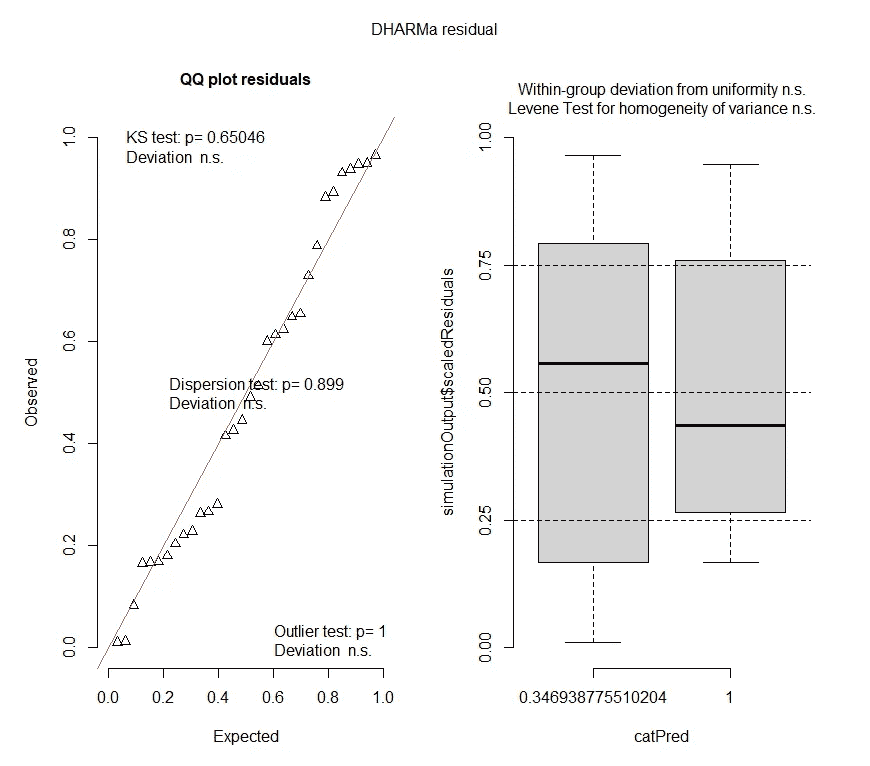 DHARMa residual
QQ plot residuals
KS test: p= 0.65046
Deviation n.s.
Dispersion test: p= 0.899
Deviation n.s.
Outlier test: p= 1
Deviation n.s.
Observed
0.0
0.2
0.4
0.6
0.8
1.0
0.0 0.2 0.4 0.6 0.8 1.0
Expected
Within-group deviation from uniformity n.s.
Levene Test for homogeneity of variance n.s.
simulationOutput$scaledResiduals
0.00
0.25
0.50
0.75
1.00
0.346938775510204 1
catPred